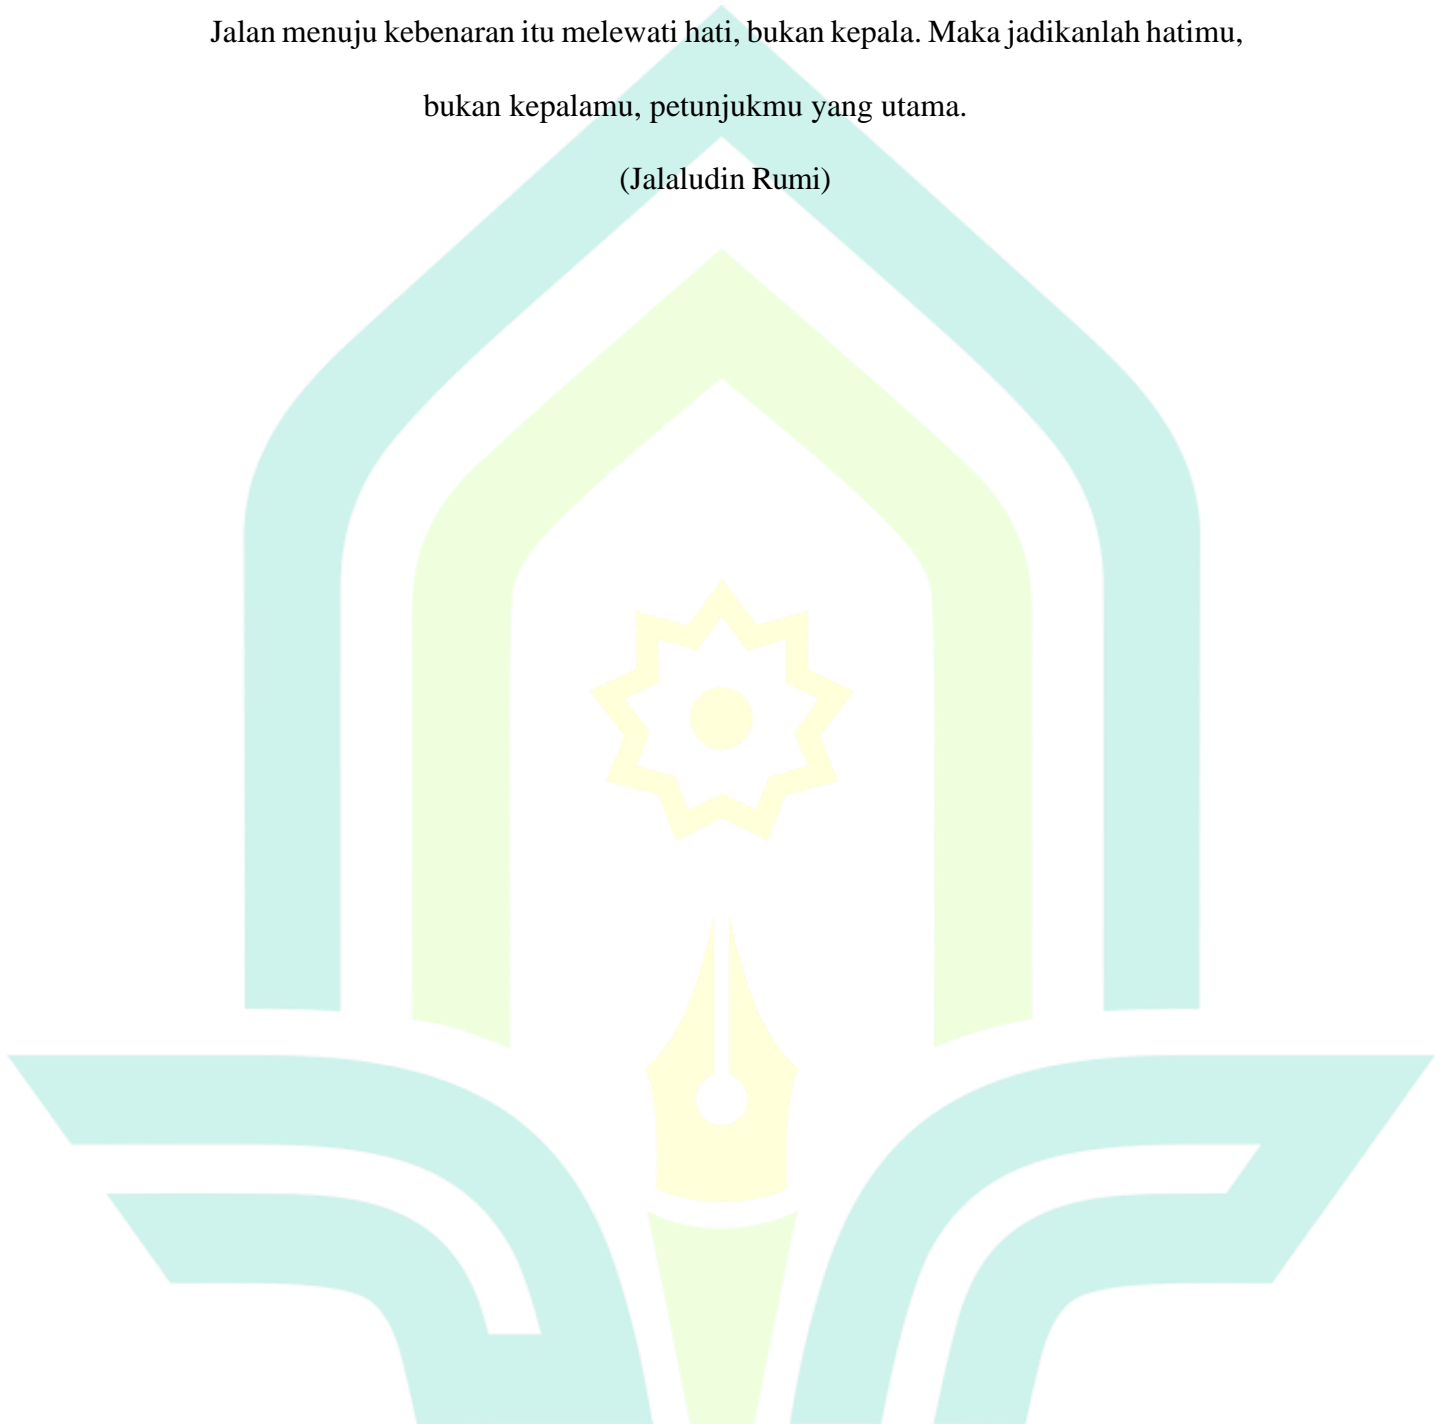 Jalan menuju kebenaran itu melewati hati, bukan kepala. Maka jadikanlah hatimu,
bukan kepalamu, petunjukmu yang utama.
(Jalaludin Rumi)